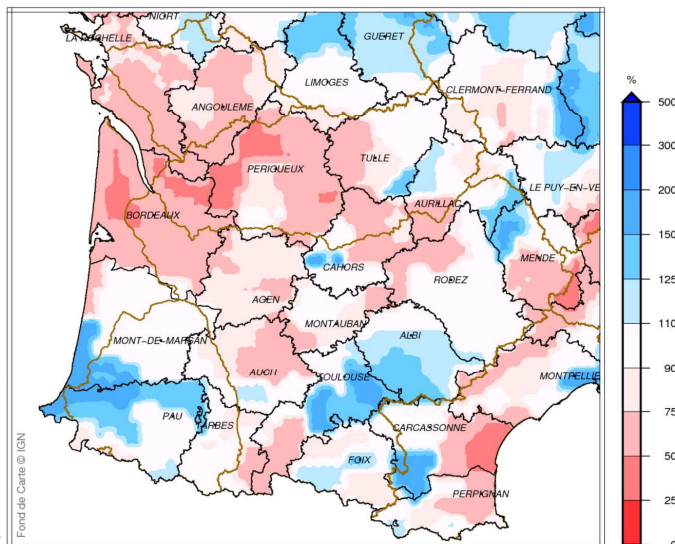 NIORT
LA ROCHELLE
GUERET
LIMOGES
CLERMONT-FERRAND
ANGOULEME
TULLE
PERIGUEUX
LE PUY-EN-VE
AURILLAC
BORDEAUX
CAHORS
MENDE
RODEZ
AGEN
MONTAUBAN
ALBI
MONT-DE-MARSAN
AUCH
TOULOUSE
MONTPELLIE
PAU
TARBES
CARCASSONNE
FOIX
PERPIGNAN
Fond de Carte © IGN
%
500
300
200
150
125
110
90
75
50
25
0